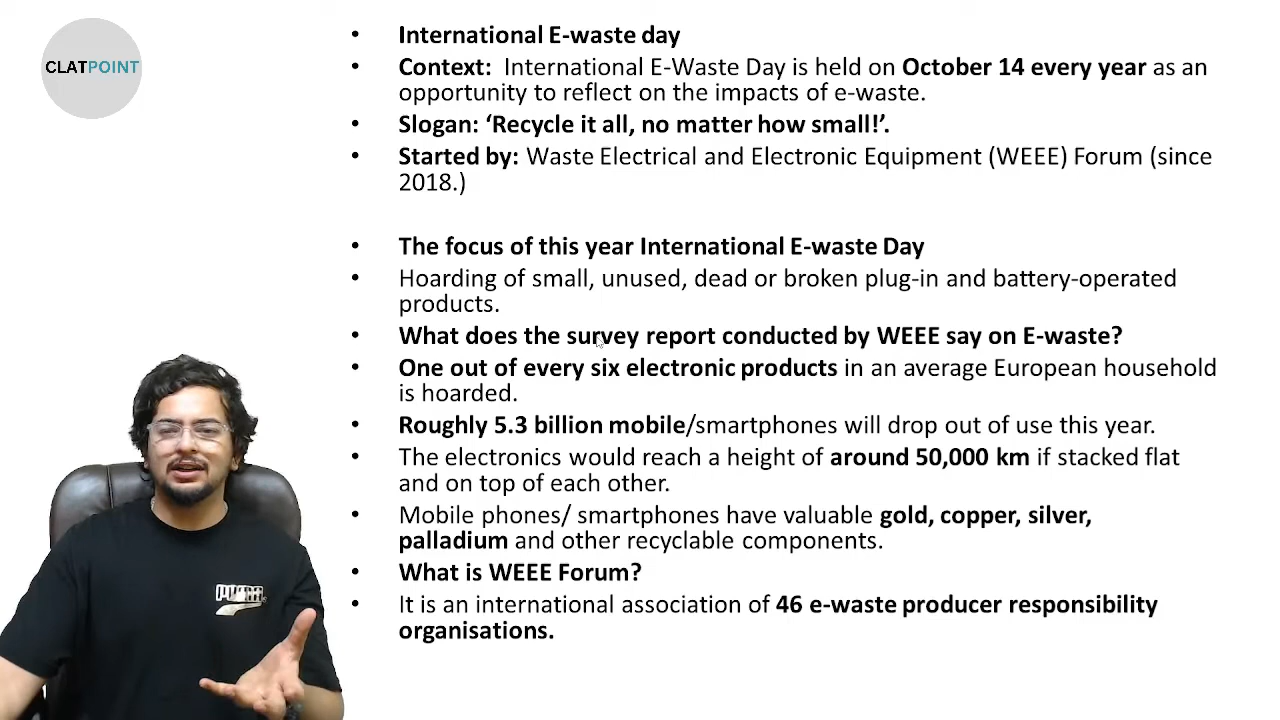 CLATPOINT
• International E-waste day
• Context: International E-Waste Day is held on October 14 every year as an
opportunity to reflect on the impacts of e-waste.
• Slogan: ‘Recycle it all, no matter how small!’.
• Started by: Waste Electrical and Electronic Equipment (WEEE) Forum (since
2018.)
• The focus of this year International E-waste Day
• Hoarding of small, unused, dead or broken plug-in and battery-operated
products.
• What does the survey report conducted by WEEE say on E-waste?
• One out of every six electronic products in an average European household
is hoarded.
• Roughly 5.3 billion mobile/smartphones will drop out of use this year.
• The electronics would reach a height of around 50,000 km if stacked flat
and on top of each other.
• Mobile phones/ smartphones have valuable gold, copper, silver,
palladium and other recyclable components.
• What is WEEE Forum?
• It is an international association of 46 e-waste producer responsibility
organisations.